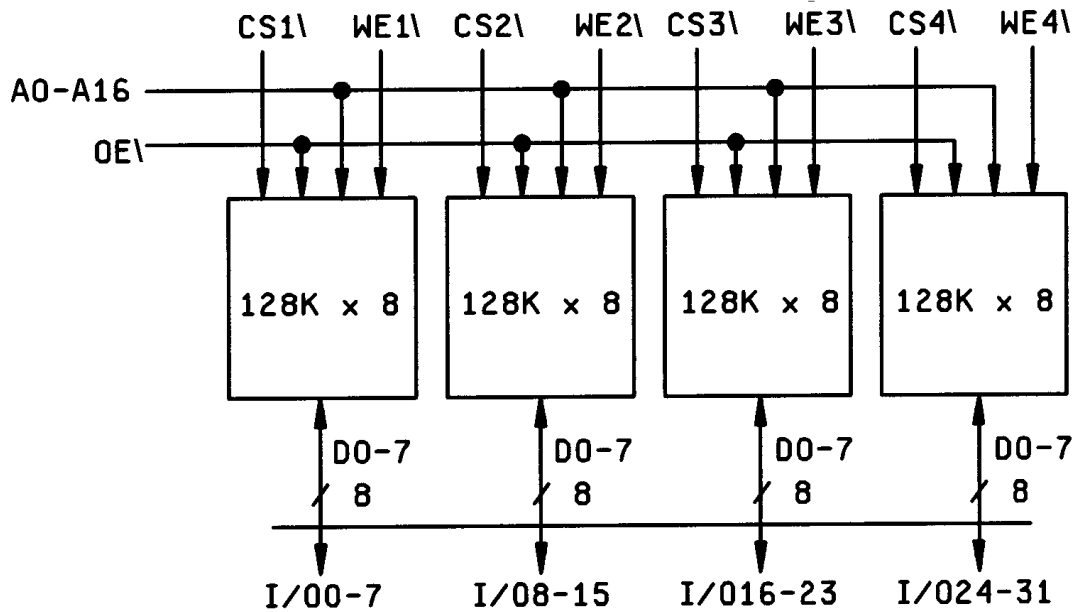 CS1\ WE1\ CS2\ WE2\ CS3\ WE3\ CS4\ WE4\
A0-A16
OE\
128K x 8 128K x 8 128K x 8 128K x 8
D0-7 D0-7 D0-7 D0-7
8 8 8 8
I/O0-7 I/O8-15 I/O16-23 I/O24-31